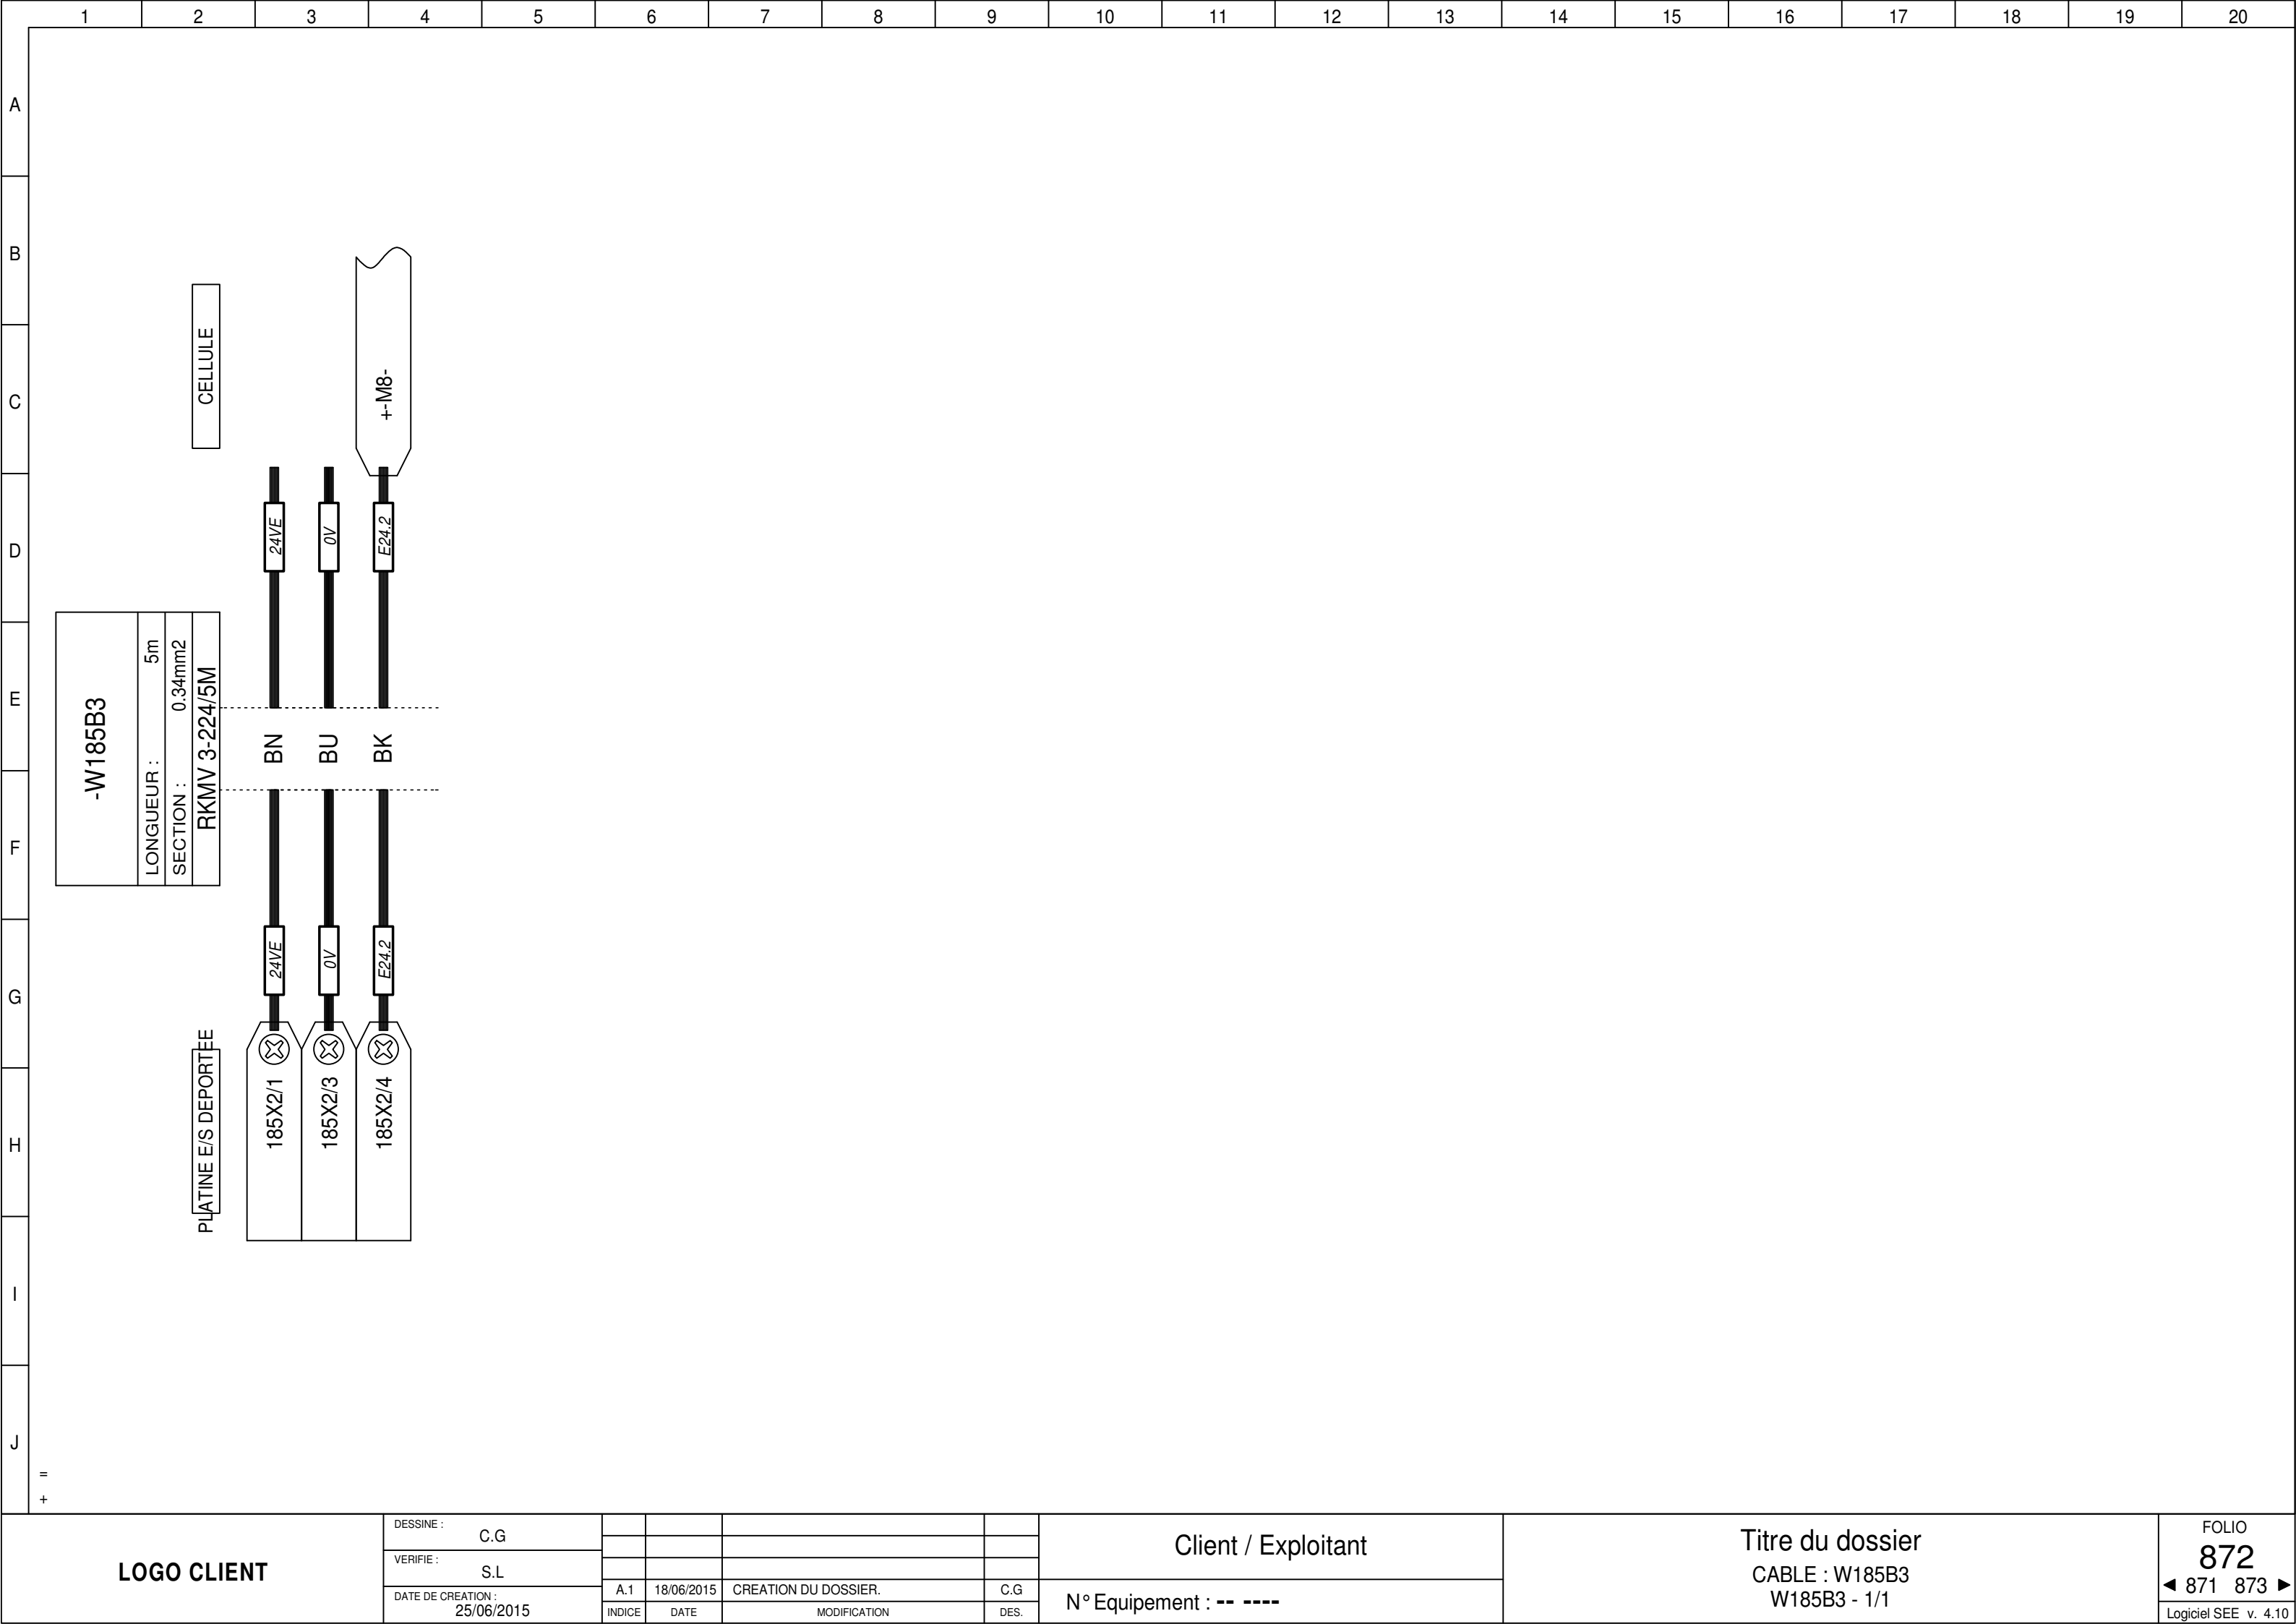 1 2 3 4 5 6 7 8 9 10 11 12 13 14 15 16 17 18 19 20
A
B
C
D
E
F
G
H
I
J
CELLULE
+-M8-
24VE
0V
E24.2
-W185B3
LONGUEUR : 5m
SECTION : 0.34mm2
RKMV 3-224/5M
BN
BU
BK
24VE
0V
E24.2
PLATINE E/S DEPORTEE
185X2/1
185X2/3
185X2/4
=
+
LOGO CLIENT
DESSINE :
C.G
VERIFIE :
S.L
DATE DE CREATION :
25/06/2015
A.1 18/06/2015 CREATION DU DOSSIER. C.G
INDICE DATE MODIFICATION DES.
Client / Exploitant
N° Equipement : -- ----
Titre du dossier
CABLE : W185B3
W185B3 - 1/1
FOLIO
872
◄ 871 873 ►
Logiciel SEE v. 4.10